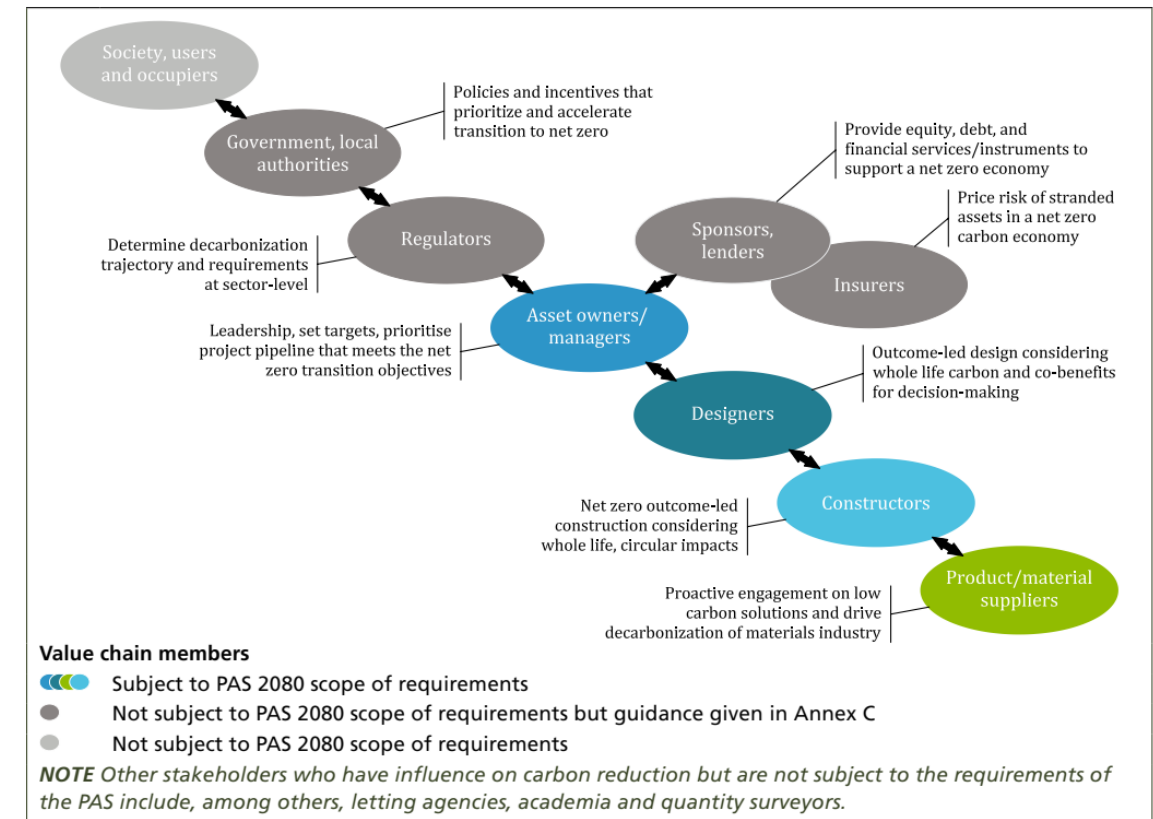 Society, users
and occupiers
Policies and incentives that
prioritize and accelerate
transition to net zero
Government, local
authorities
Provide equity, debt, and
financial services/instruments to
support a net zero economy
Price risk of stranded
assets in a net zero
carbon economy
Regulators
Sponsors,
lenders
Determine decarbonization
trajectory and requirements
at sector-level
Insurers
Asset owners/
managers
Leadership, set targets, prioritise
project pipeline that meets the net
zero transition objectives
Outcome-led design considering
whole life carbon and co-benefits
for decision-making
Designers
Constructors
Net zero outcome-led
construction considering
whole life, circular impacts
Product/material
suppliers
Proactive engagement on low
carbon solutions and drive
decarbonization of materials industry
Value chain members
Subject to PAS 2080 scope of requirements
Not subject to PAS 2080 scope of requirements but guidance given in Annex C
Not subject to PAS 2080 scope of requirements
NOTE Other stakeholders who have influence on carbon reduction but are not subject to the requirements of
the PAS include, among others, letting agencies, academia and quantity surveyors.